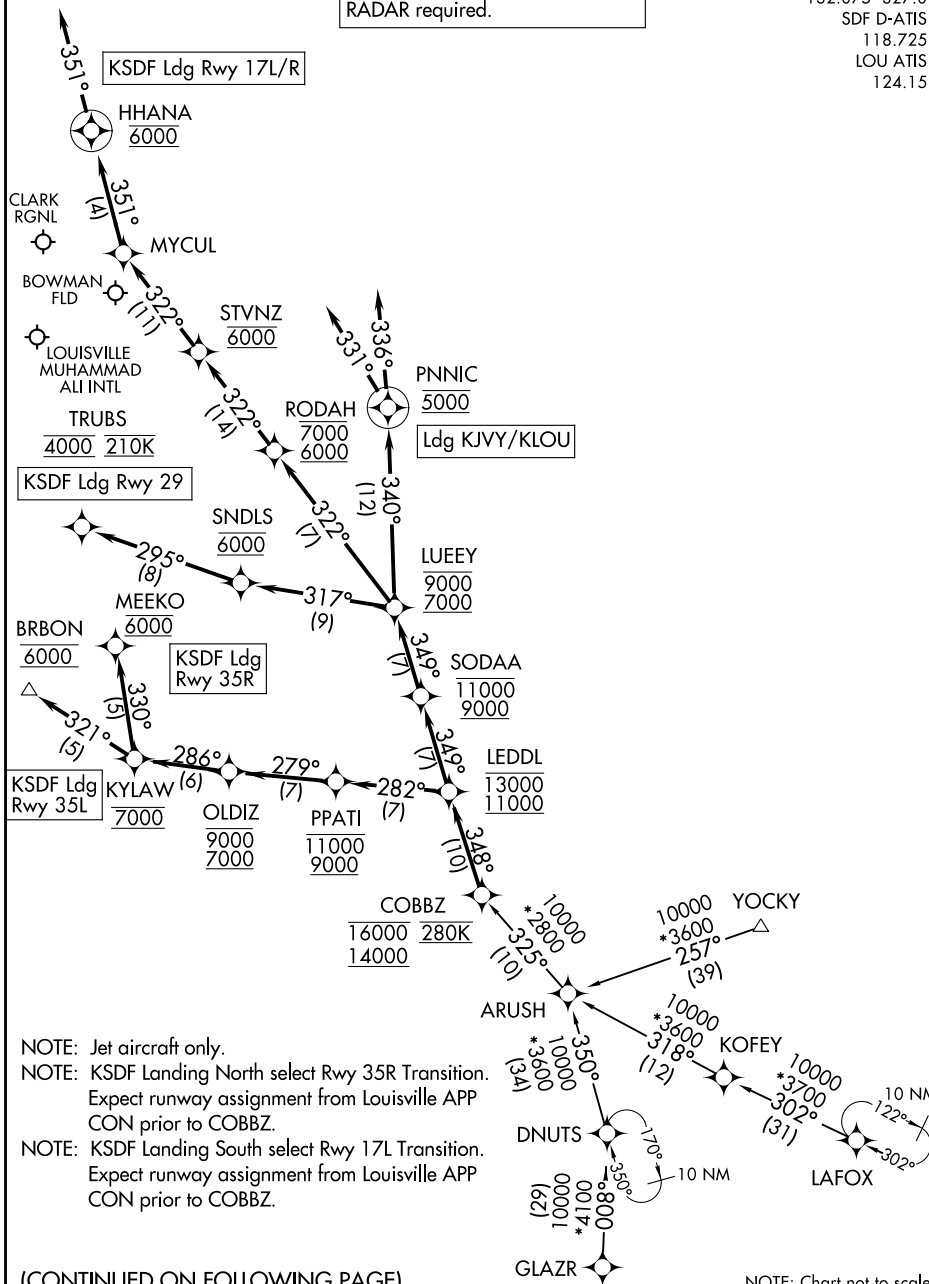 RADAR required.
SDF D-ATIS
118.725
LOU ATIS
124.15
351°
KSDF Ldg Rwy 17L/R
HHANA
6000
351°
(4)
CLARK
RGNL
MYCUL
BOWMAN
FLD
322°
(11)
STVNZ
6000
LOUISVILLE
MUHAMMAD
ALI INTL
331°
336°
PNNIC
5000
322°
(14)
RODAH
7000
6000
Ldg KJVY/KLOU
TRUBS
4000 210K
KSDF Ldg Rwy 29
340°
(12)
322°
(7)
SNDLS
6000
295°
(8)
317°
(9)
LUEEY
9000
7000
MEEKO
6000
BRBON
6000
KSDF Ldg
Rwy 35R
349°
(7)
SODAA
11000
9000
330°
(5)
321°
(5)
349°
(7)
LEDDL
13000
11000
KSDF Ldg
Rwy 35L
KYLAW
7000
286°
(6)
279°
(7)
282°
(7)
OLDIZ
9000
7000
PPATI
11000
9000
348°
(10)
COBBZ
16000 280K
14000
10000
*2800
325°
(10)
YOCKY
10000
*3600
257°
(39)
ARUSH
10000
*3600
318°
(12)
KOFEY
10000
*3700
302°
(31)
10 NM
122°
302°
LAFOX
350°
10000
*3600
(34)
DNUTS
170°
350°
10 NM
008°
10000
*4100
(29)
GLAZR
NOTE: Jet aircraft only.
NOTE: KSDF Landing North select Rwy 35R Transition.
Expect runway assignment from Louisville APP
CON prior to COBBZ.
NOTE: KSDF Landing South select Rwy 17L Transition.
Expect runway assignment from Louisville APP
CON prior to COBBZ.
(CONTINUED ON FOLLOWING PAGE)
NOTE: Chart not to scale